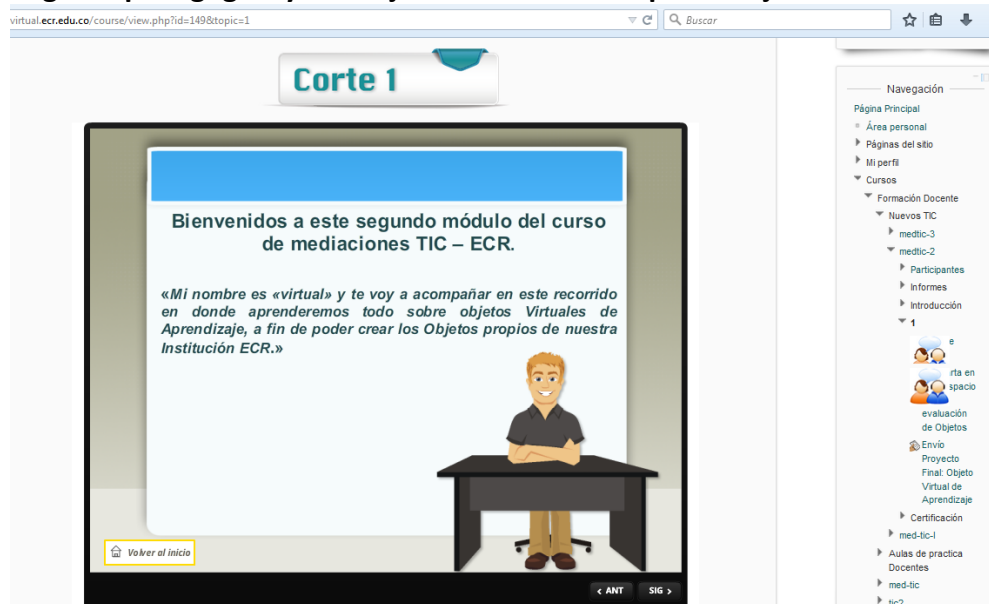 virtual.ecr.edu.co/course/view.php?id=149&topic=1
Buscar
Corte 1
Bienvenidos a este segundo módulo del curso
de mediaciones TIC – ECR.
«Mi nombre es «virtual» y te voy a acompañar en este recorrido
en donde aprenderemos todo sobre objetos Virtuales de
Aprendizaje, a fin de poder crear los Objetos propios de nuestra
Institución ECR.»
Volver al inicio
‹ ANT
SIG ›
Navegación
Página Principal
Área personal
Páginas del sitio
Mi perfil
Cursos
Formación Docente
Nuevos TIC
medtic-3
medtic-2
Participantes
Informes
Introducción
1
e
rta en
spacio
evaluación
de Objetos
Envío
Proyecto
Final: Objeto
Virtual de
Aprendizaje
Certificación
med-tic-I
Aulas de practica
Docentes
med-tic
tic2